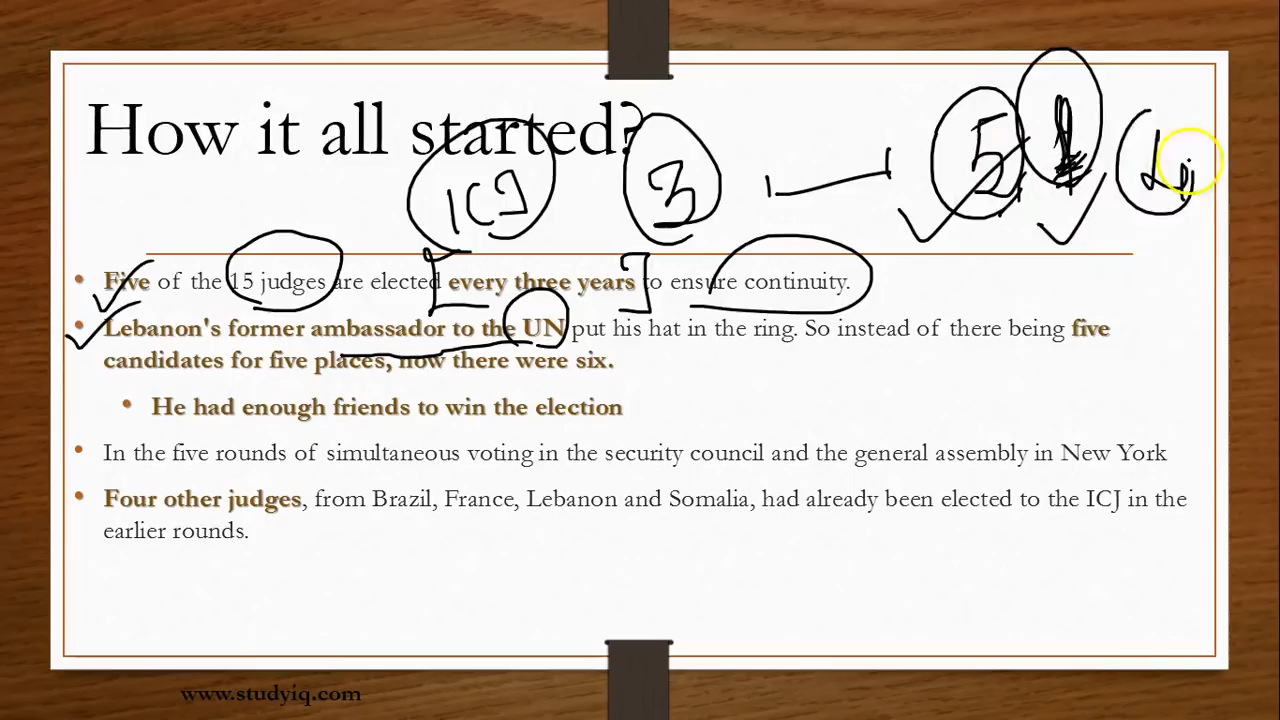 How it all started?
ICJ 3 5
• Five of the 15 judges are elected every three years to ensure continuity.
• Lebanon's former ambassador to the UN put his hat in the ring. So instead of there being five
candidates for five places, now there were six.
• He had enough friends to win the election
• In the five rounds of simultaneous voting in the security council and the general assembly in New York
• Four other judges, from Brazil, France, Lebanon and Somalia, had already been elected to the ICJ in the
earlier rounds.
www.studyiq.com